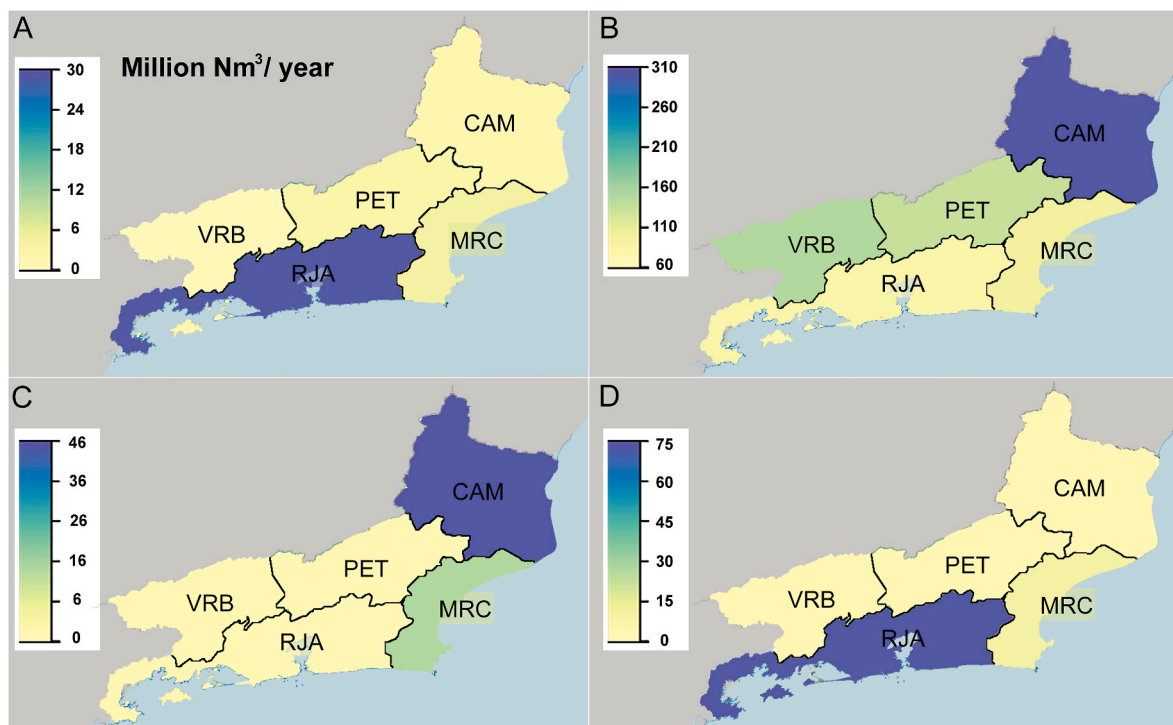 A
Million Nm³/ year
30
24
18
12
6
0
CAM
PET
VRB
MRC
RJA
B
310
260
210
160
110
60
CAM
PET
VRB
MRC
RJA
C
46
36
26
16
6
0
CAM
PET
VRB
MRC
RJA
D
75
60
45
30
15
0
CAM
PET
VRB
MRC
RJA